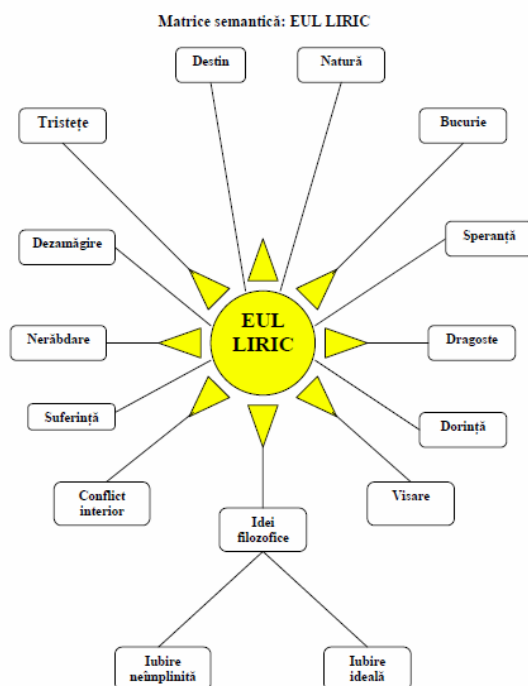 Matrice semantică: EUL LIRIC
Destin
Natură
Tristețe
Bucurie
Dezamăgire
Speranță
EUL
LIRIC
Nerăbdare
Dragoste
Suferință
Dorință
Conflict
interior
Visare
Idei
filozofice
Iubire
neîmplinită
Iubire
ideală